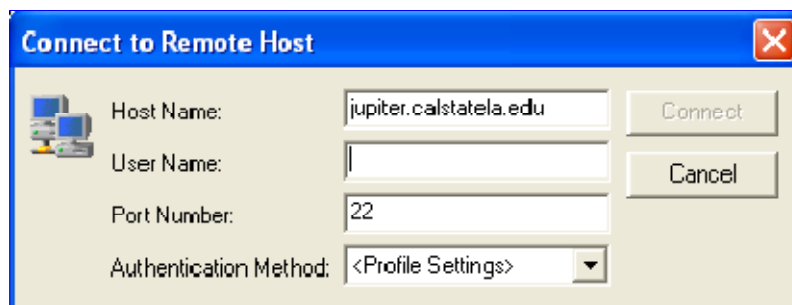 Connect to Remote Host
Host Name: jupiter.calstatela.edu Connect
User Name: Cancel
Port Number: 22
Authentication Method: <Profile Settings>